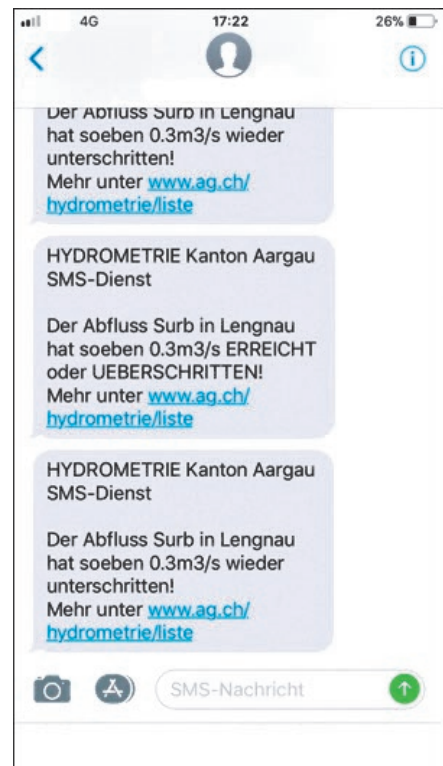 4G 17:22 26%
Der Abfluss Surb in Lengnau
hat soeben 0.3m3/s wieder
unterschritten!
Mehr unter www.ag.ch/
hydrometrie/liste
HYDROMETRIE Kanton Aargau
SMS-Dienst
Der Abfluss Surb in Lengnau
hat soeben 0.3m3/s ERREICHT
oder UEBERSCHRITTEN!
Mehr unter www.ag.ch/
hydrometrie/liste
HYDROMETRIE Kanton Aargau
SMS-Dienst
Der Abfluss Surb in Lengnau
hat soeben 0.3m3/s wieder
unterschritten!
Mehr unter www.ag.ch/
hydrometrie/liste
SMS-Nachricht